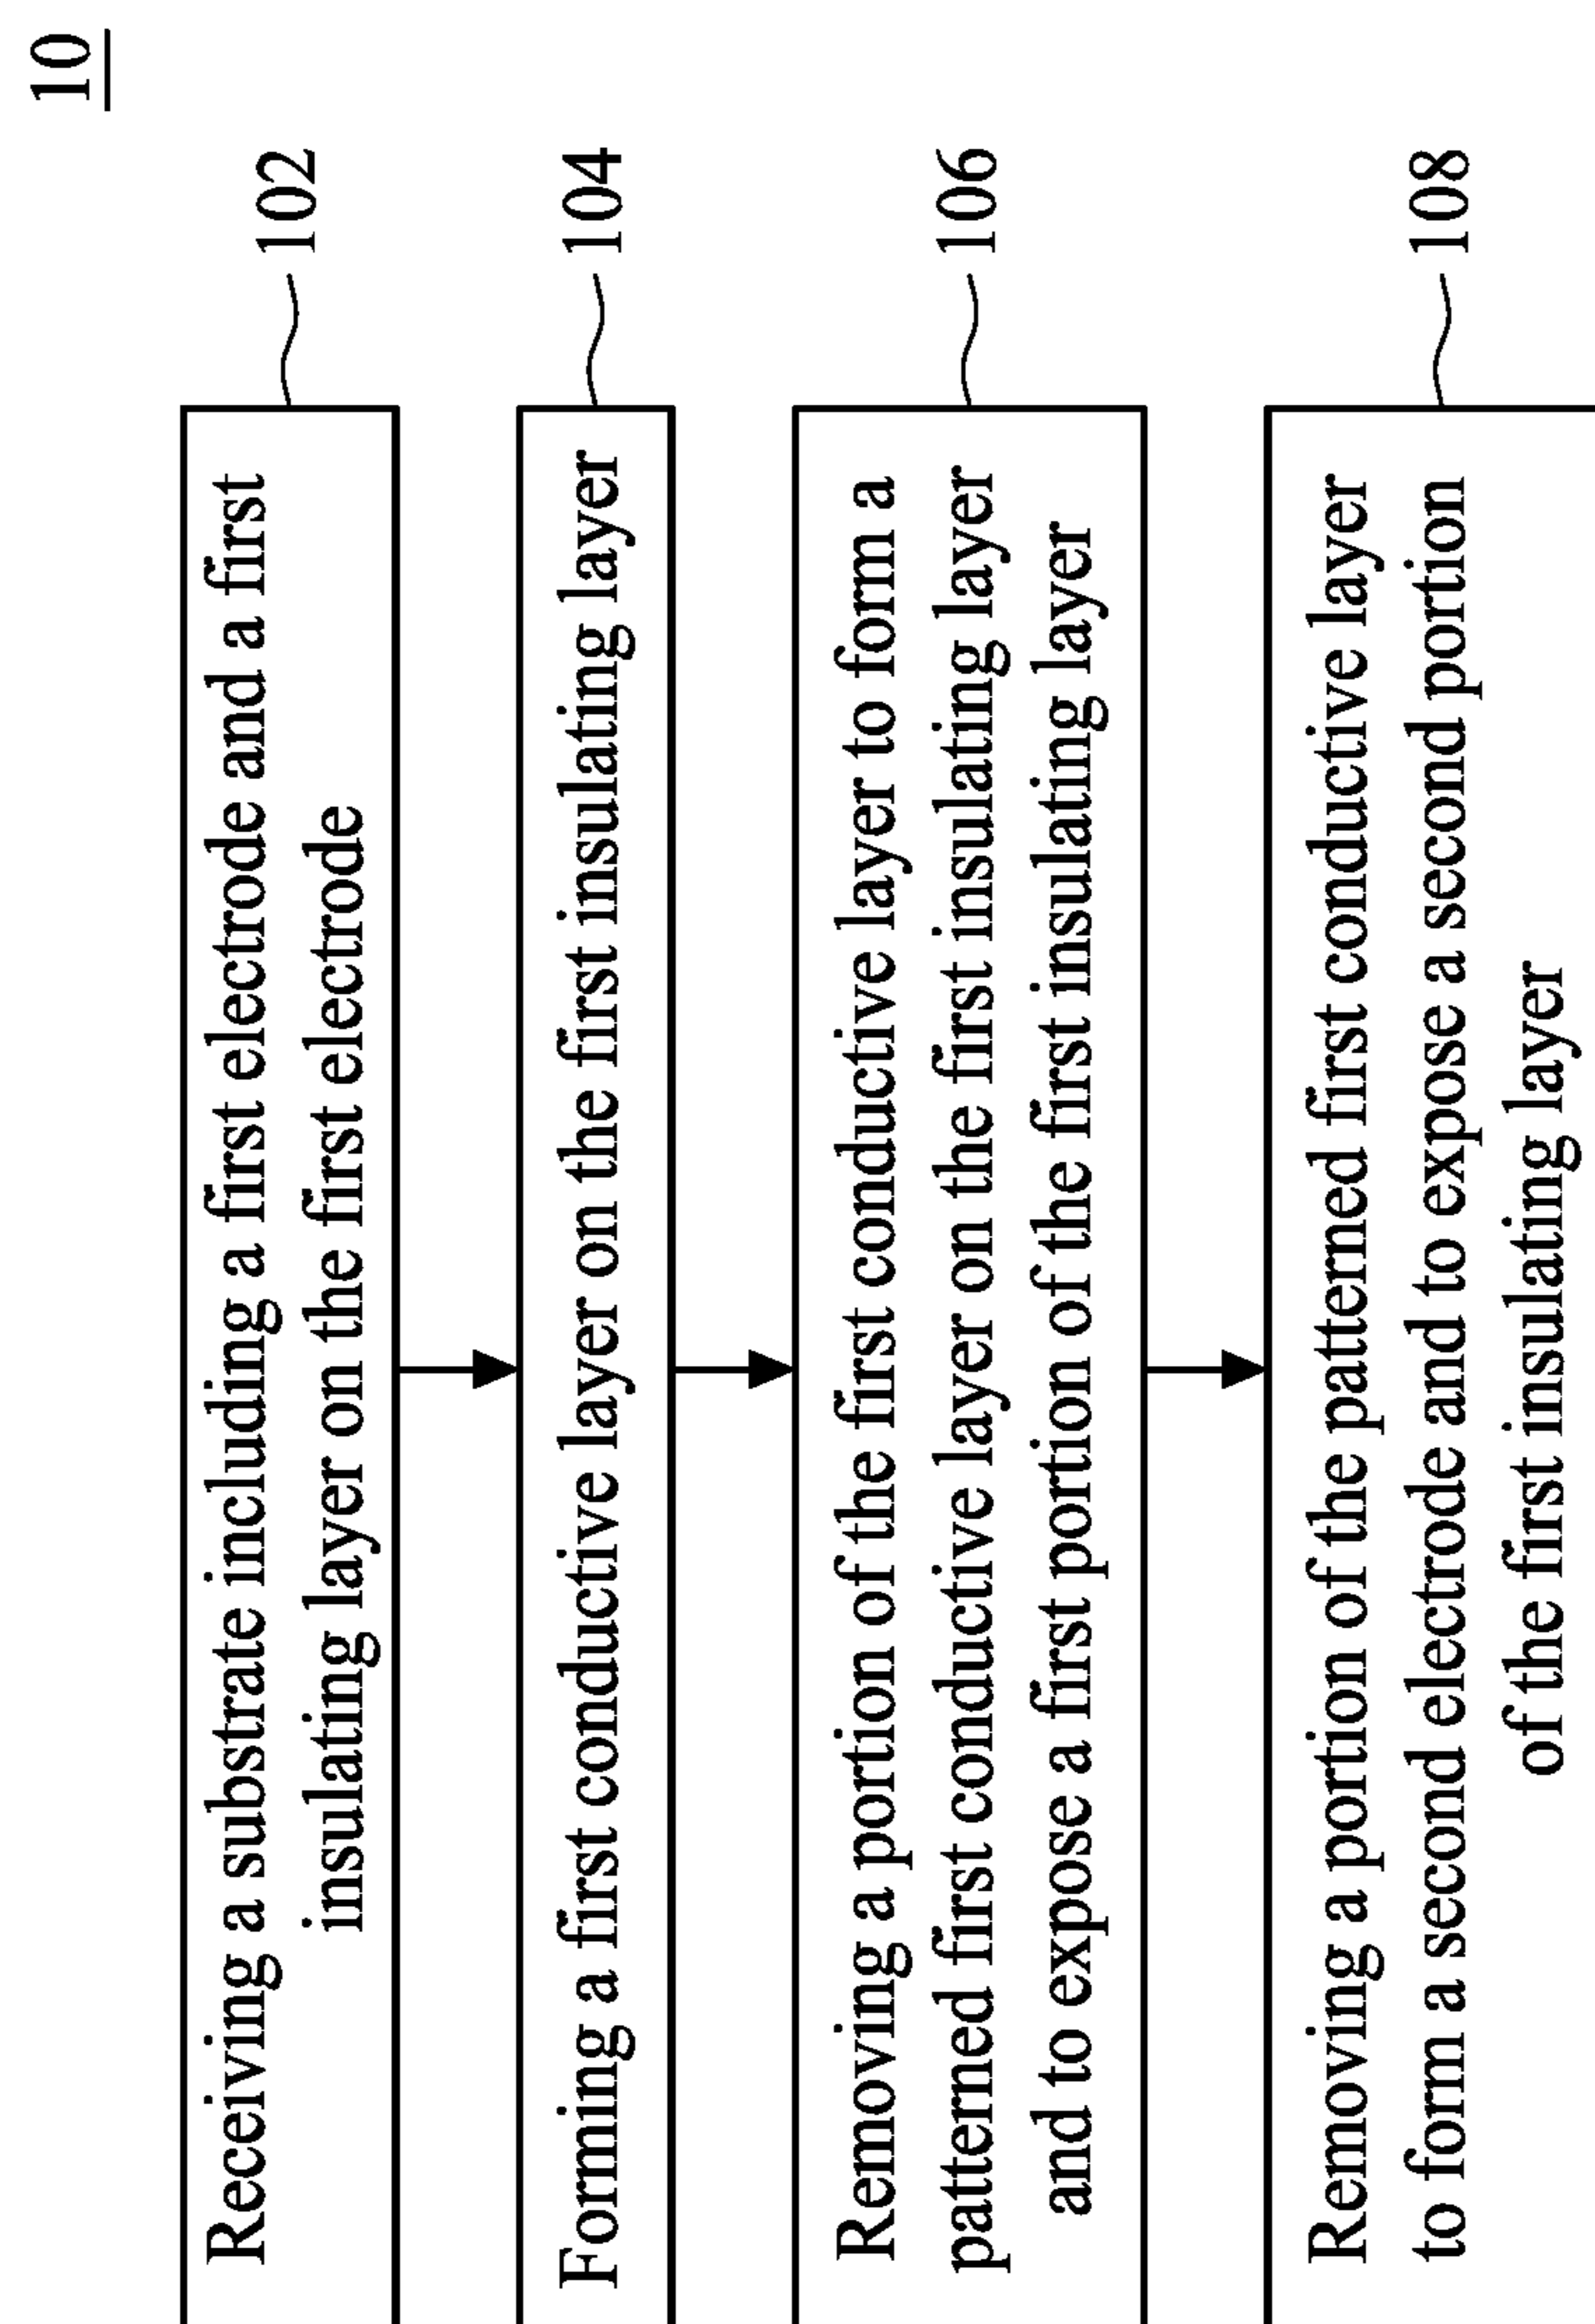 10
Receiving a substrate including a first electrode and a first
insulating layer on the first electrode
102
Forming a first conductive layer on the first insulating layer
104
Removing a portion of the first conductive layer to form a
patterned first conductive layer on the first insulating layer
and to expose a first portion of the first insulating layer
106
Removing a portion of the patterned first conductive layer
to form a second electrode and to expose a second portion
of the first insulating layer
108